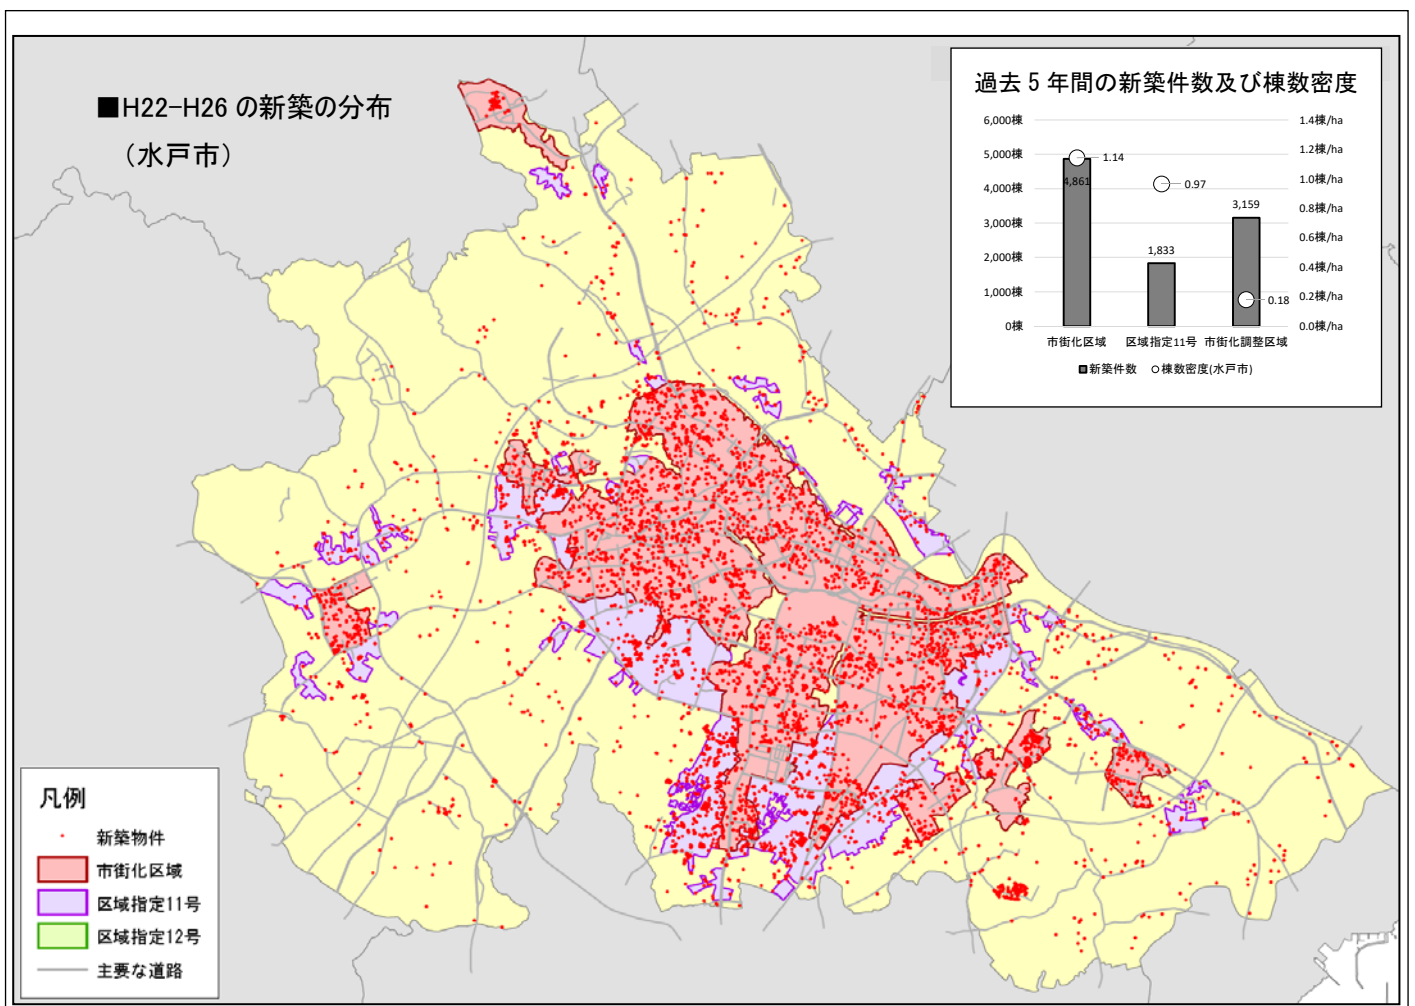 ■H22-H26 の新築の分布
（水戸市）
過去 5 年間の新築件数及び棟数密度
6,000棟
5,000棟
4,000棟
3,000棟
2,000棟
1,000棟
0棟
1.4棟/ha
1.2棟/ha
1.0棟/ha
0.8棟/ha
0.6棟/ha
0.4棟/ha
0.2棟/ha
0.0棟/ha
1.14
4,861
0.97
1,833
3,159
0.18
市街化区域 区域指定11号 市街化調整区域
■新築件数 ○棟数密度(水戸市)
凡例
新築物件
市街化区域
区域指定11号
区域指定12号
主要な道路